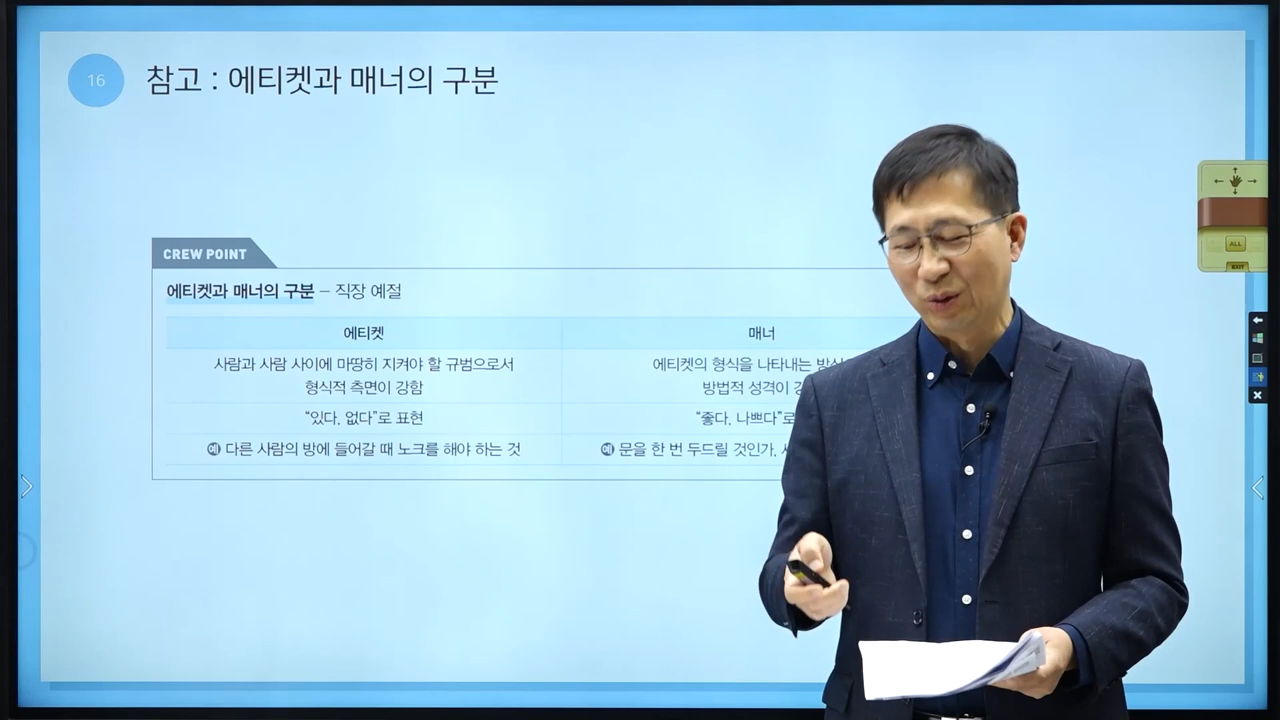 16
참고 : 에티켓과 매너의 구분
CREW POINT
에티켓과 매너의 구분 – 직장 예절
에티켓
매너
사람과 사람 사이에 마땅히 지켜야 할 규범으로서
형식적 측면이 강함
에티켓의 형식을 나타내는
방법적 성격이
“있다, 없다”로 표현
“좋다, 나쁘다”로
예 다른 사람의 방에 들어갈 때 노크를 해야 하는 것
예 문을 한 번 두드릴 것인가,
ALL
EXIT